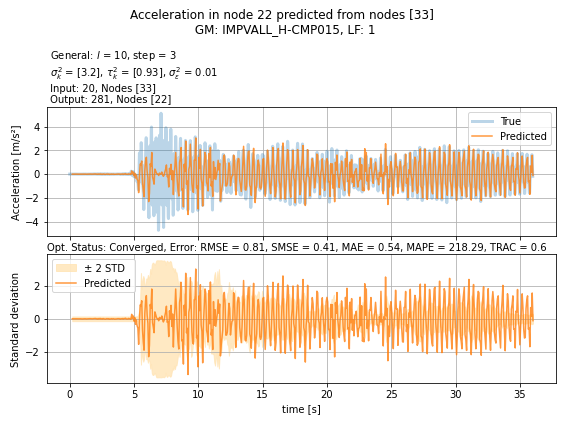 Acceleration in node 22 predicted from nodes [33]
GM: IMPVALL_H-CMP015, LF: 1
General: l = 10, step = 3
σ²ₖ = [3.2], τ²ₖ = [0.93], σ²ε = 0.01
Input: 20, Nodes [33]
Output: 281, Nodes [22]
Acceleration [m/s²]
4
2
0
−2
−4
True
Predicted
Opt. Status: Converged, Error: RMSE = 0.81, SMSE = 0.41, MAE = 0.54, MAPE = 218.29, TRAC = 0.6
Standard deviation
2
0
−2
± 2 STD
Predicted
0 5 10 15 20 25 30 35
time [s]